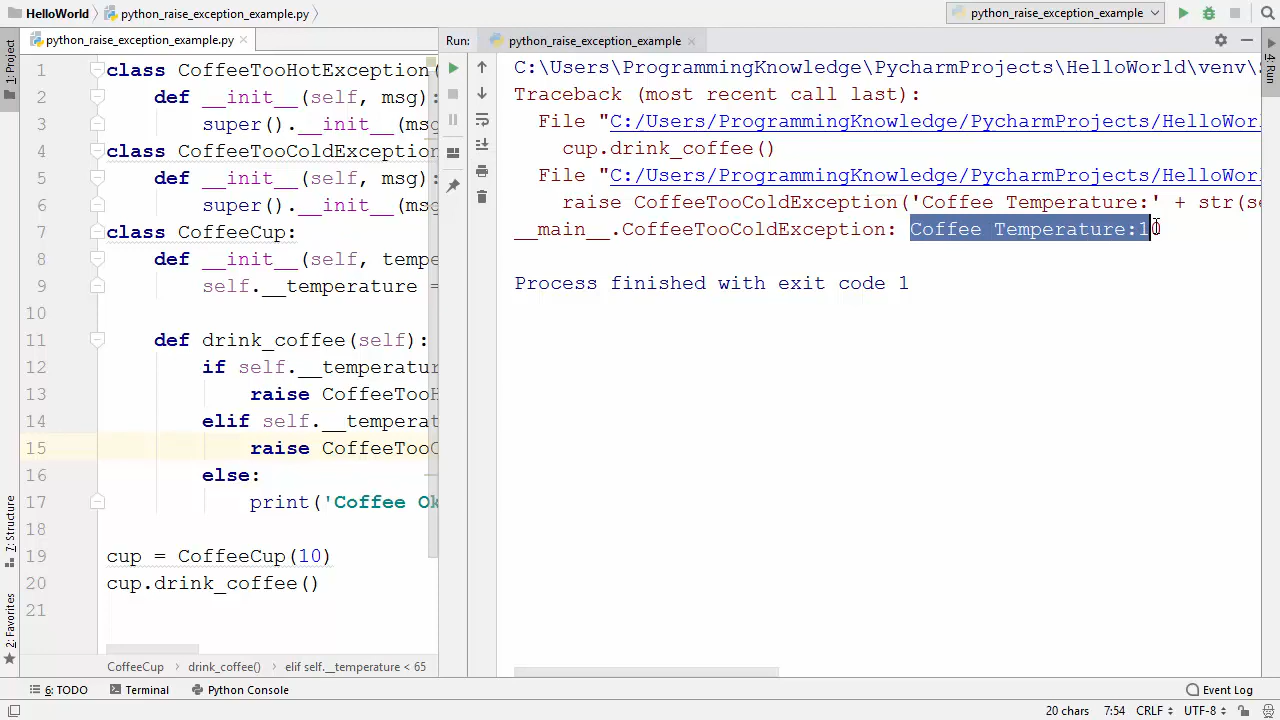 HelloWorld
python_raise_exception_example.py
python_raise_exception_example.py
python_raise_exception_example.py
Run:
python_raise_exception_example
1: Project
7: Structure
2: Favorites
4: Run
1 class CoffeeTooHotException(
2 def __init__(self, msg):
3 super().__init__(msg
4 class CoffeeTooColdException
5 def __init__(self, msg):
6 super().__init__(msg
7 class CoffeeCup:
8 def __init__(self, tempe
9 self.__temperature =
10
11 def drink_coffee(self):
12 if self.__temperatur
13 raise CoffeeTooH
14 elif self.__temperat
15 raise CoffeeTooC
16 else:
17 print('Coffee Ok
18
19 cup = CoffeeCup(10)
20 cup.drink_coffee()
21
C:\Users\ProgrammingKnowledge\PycharmProjects\HelloWorld\venv\
Traceback (most recent call last):
File "C:/Users/ProgrammingKnowledge/PycharmProjects/HelloWorl
cup.drink_coffee()
File "C:/Users/ProgrammingKnowledge/PycharmProjects/HelloWorl
raise CoffeeTooColdException('Coffee Temperature:' + str(se
__main__.CoffeeTooColdException: Coffee Temperature:10
Process finished with exit code 1
CoffeeCup
drink_coffee()
elif self.__temperature < 65
6: TODO
Terminal
Python Console
Event Log
20 chars
7:54
CRLF
UTF-8